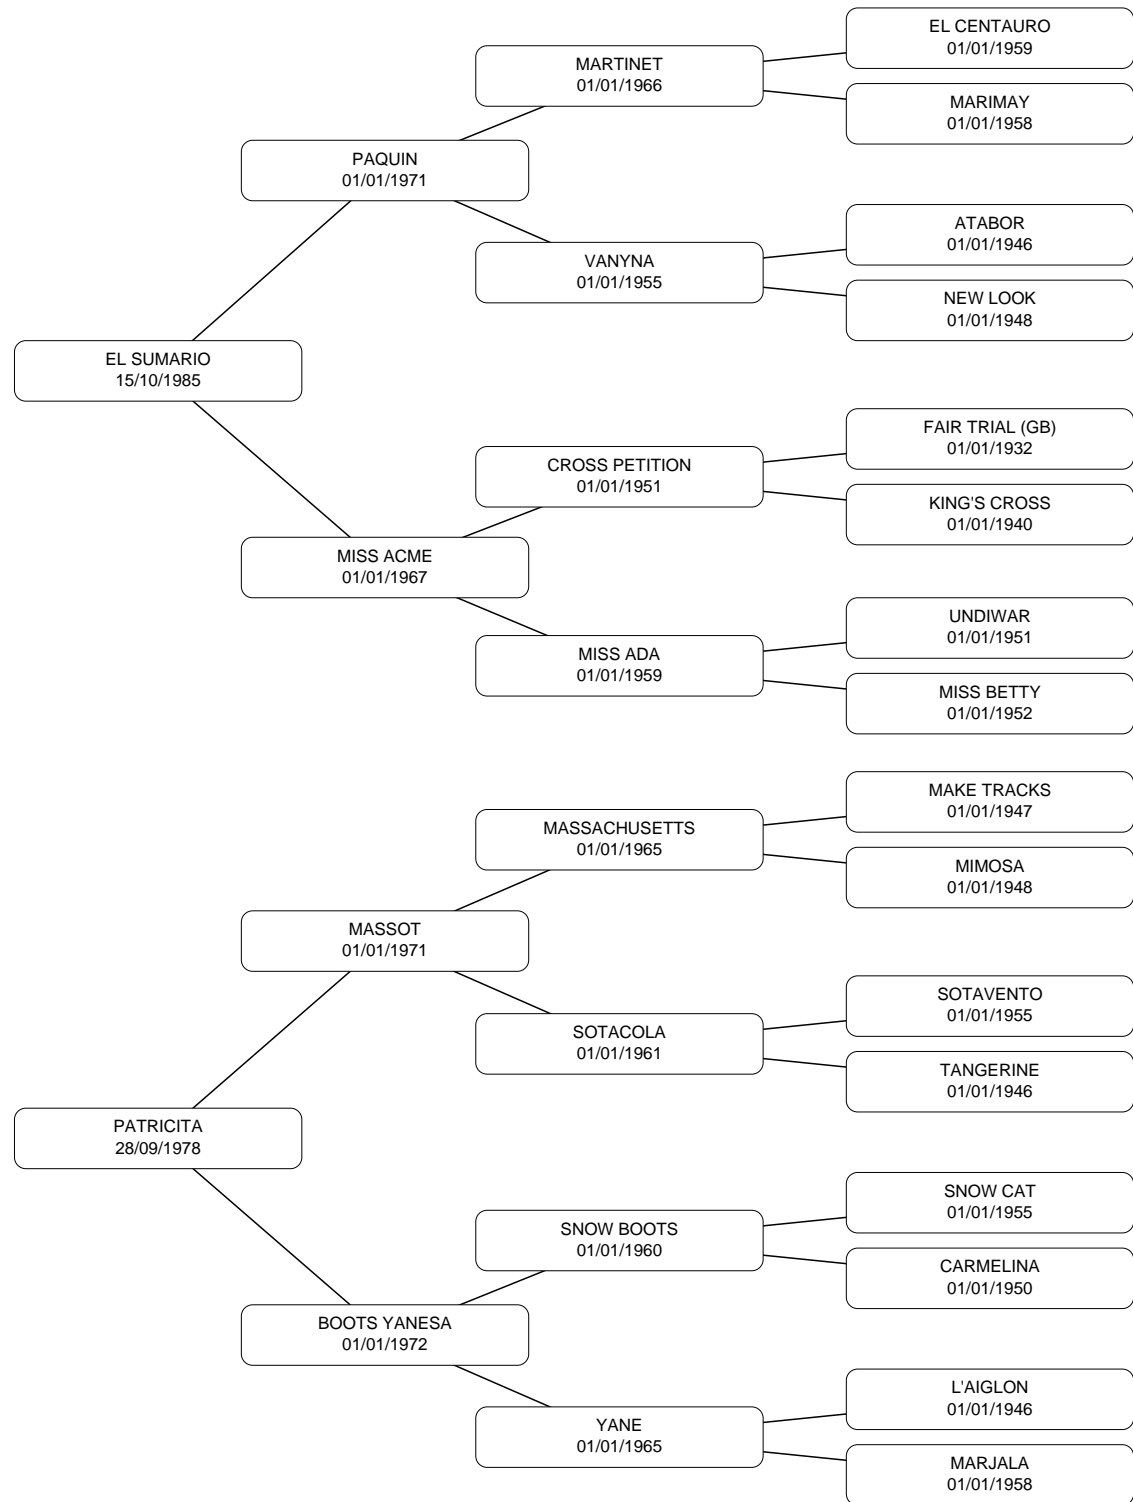 EL CENTAURO
01/01/1959
MARTINET
01/01/1966
MARIMAY
01/01/1958
PAQUIN
01/01/1971
ATABOR
01/01/1946
VANYNA
01/01/1955
NEW LOOK
01/01/1948
EL SUMARIO
15/10/1985
FAIR TRIAL (GB)
01/01/1932
CROSS PETITION
01/01/1951
KING'S CROSS
01/01/1940
MISS ACME
01/01/1967
UNDIWAR
01/01/1951
MISS ADA
01/01/1959
MISS BETTY
01/01/1952
MAKE TRACKS
01/01/1947
MASSACHUSETTS
01/01/1965
MIMOSA
01/01/1948
MASSOT
01/01/1971
SOTAVENTO
01/01/1955
SOTACOLA
01/01/1961
TANGERINE
01/01/1946
PATRICITA
28/09/1978
SNOW CAT
01/01/1955
SNOW BOOTS
01/01/1960
CARMELINA
01/01/1950
BOOTS YANESA
01/01/1972
L'AIGLON
01/01/1946
YANE
01/01/1965
MARJALA
01/01/1958